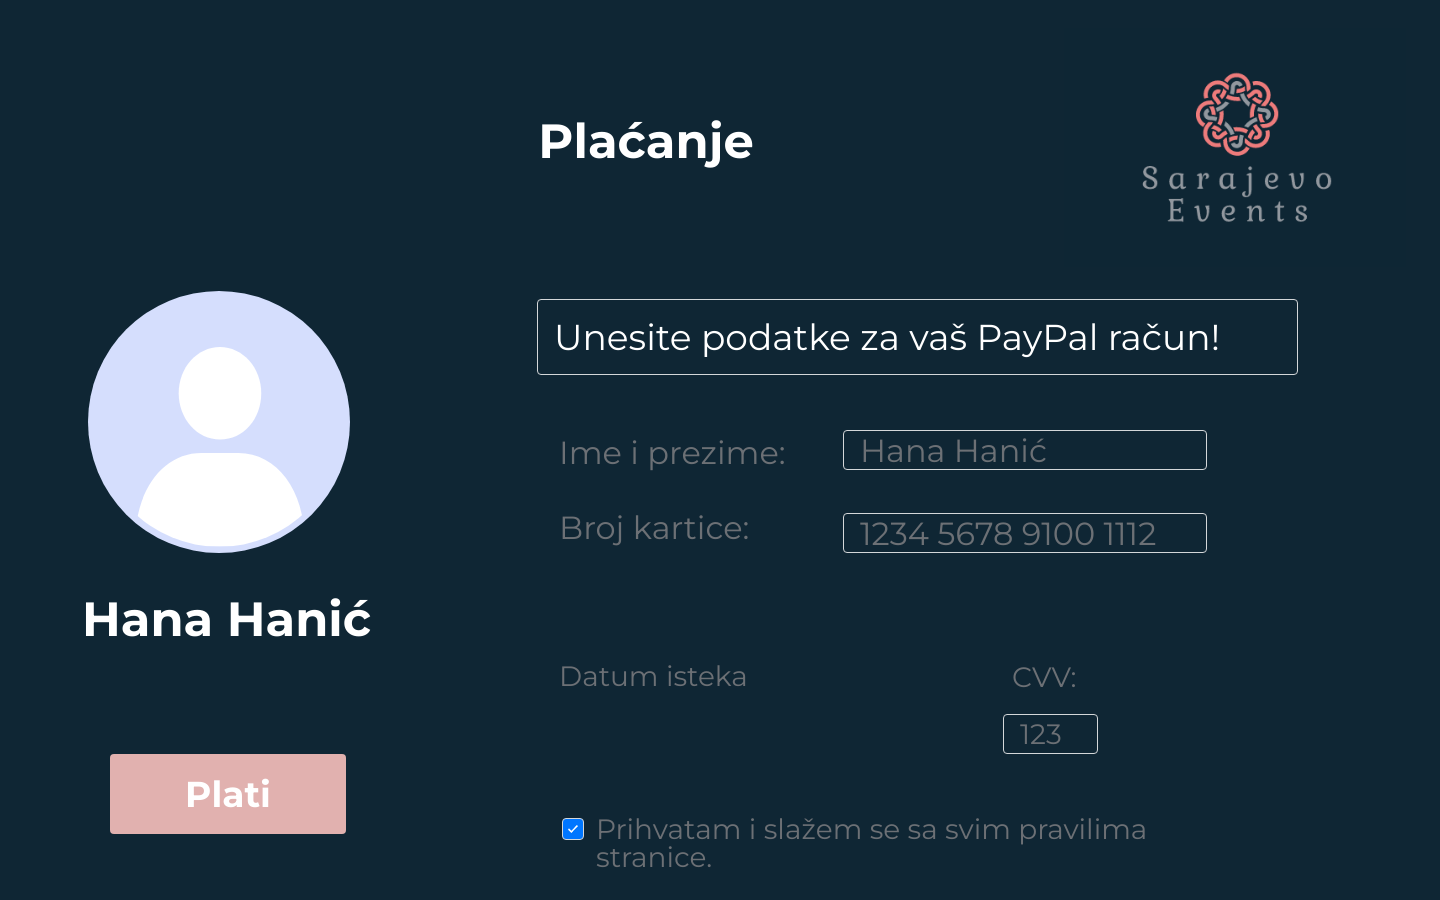 Plaćanje
Sarajevo
Events
Unesite podatke za vaš PayPal račun!
Ime i prezime:
Hana Hanić
Broj kartice:
1234 5678 9100 1112
Hana Hanić
Datum isteka
CVV:
123
Plati
Prihvatam i slažem se sa svim pravilima
stranice.